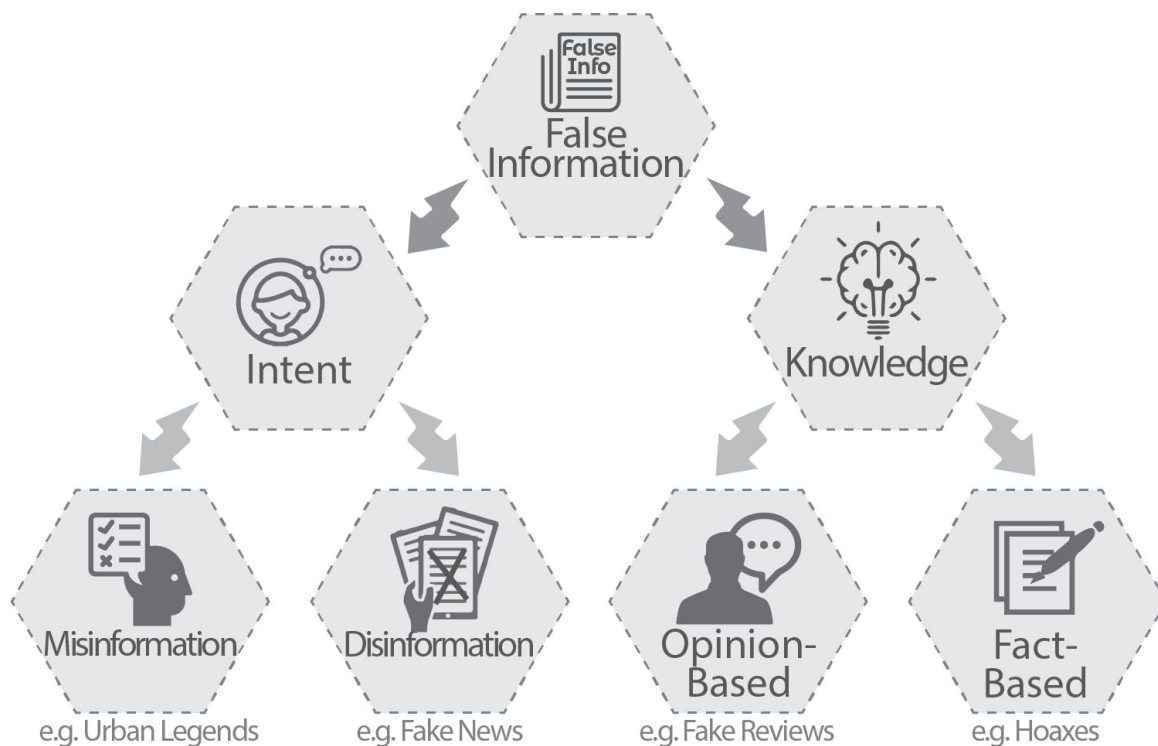 False
Info
False
Information
Intent
Knowledge
Misinformation
Disinformation
Opinion-
Based
Fact-
Based
e.g. Urban Legends
e.g. Fake News
e.g. Fake Reviews
e.g. Hoaxes